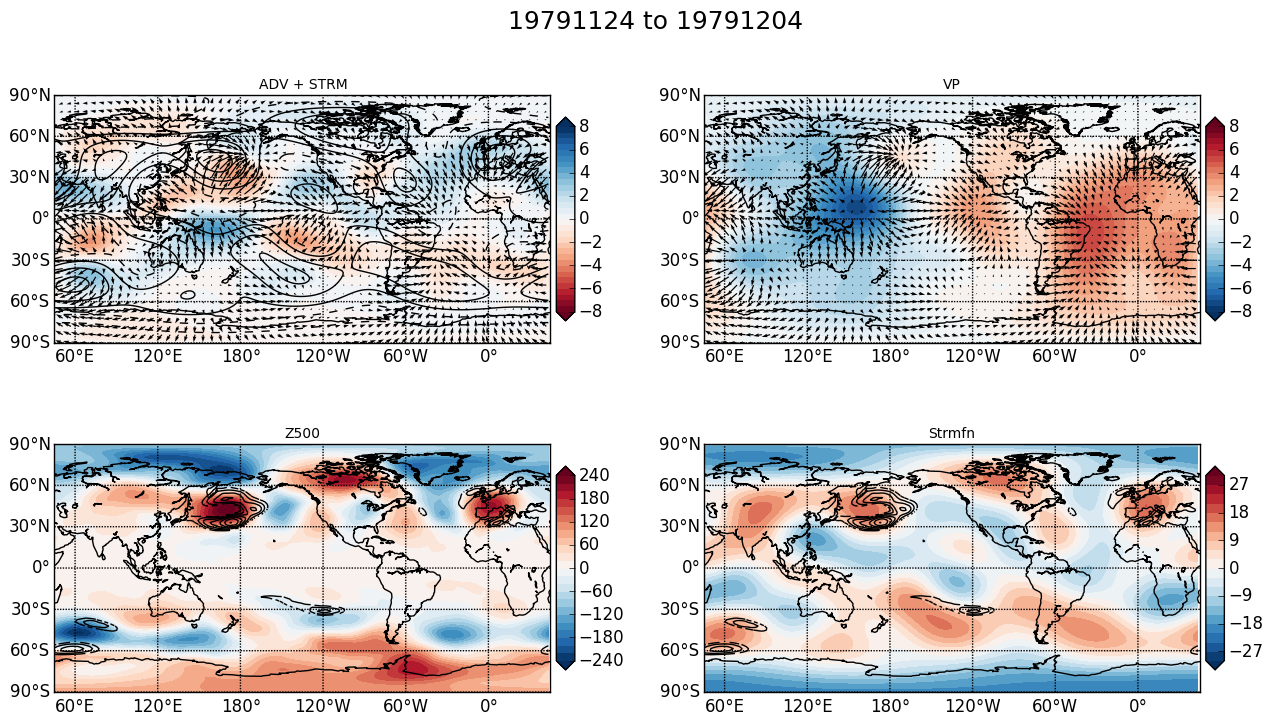 19791124 to 19791204
ADV + STRM
90°N
60°N
30°N
0°
30°S
60°S
90°S
60°E 120°E 180° 120°W 60°W 0°
8
6
4
2
0
−2
−4
−6
−8
VP
90°N
60°N
30°N
0°
30°S
60°S
90°S
60°E 120°E 180° 120°W 60°W 0°
8
6
4
2
0
−2
−4
−6
−8
Z500
90°N
60°N
30°N
0°
30°S
60°S
90°S
60°E 120°E 180° 120°W 60°W 0°
240
180
120
60
0
−60
−120
−180
−240
Strmfn
90°N
60°N
30°N
0°
30°S
60°S
90°S
60°E 120°E 180° 120°W 60°W 0°
27
18
9
0
−9
−18
−27